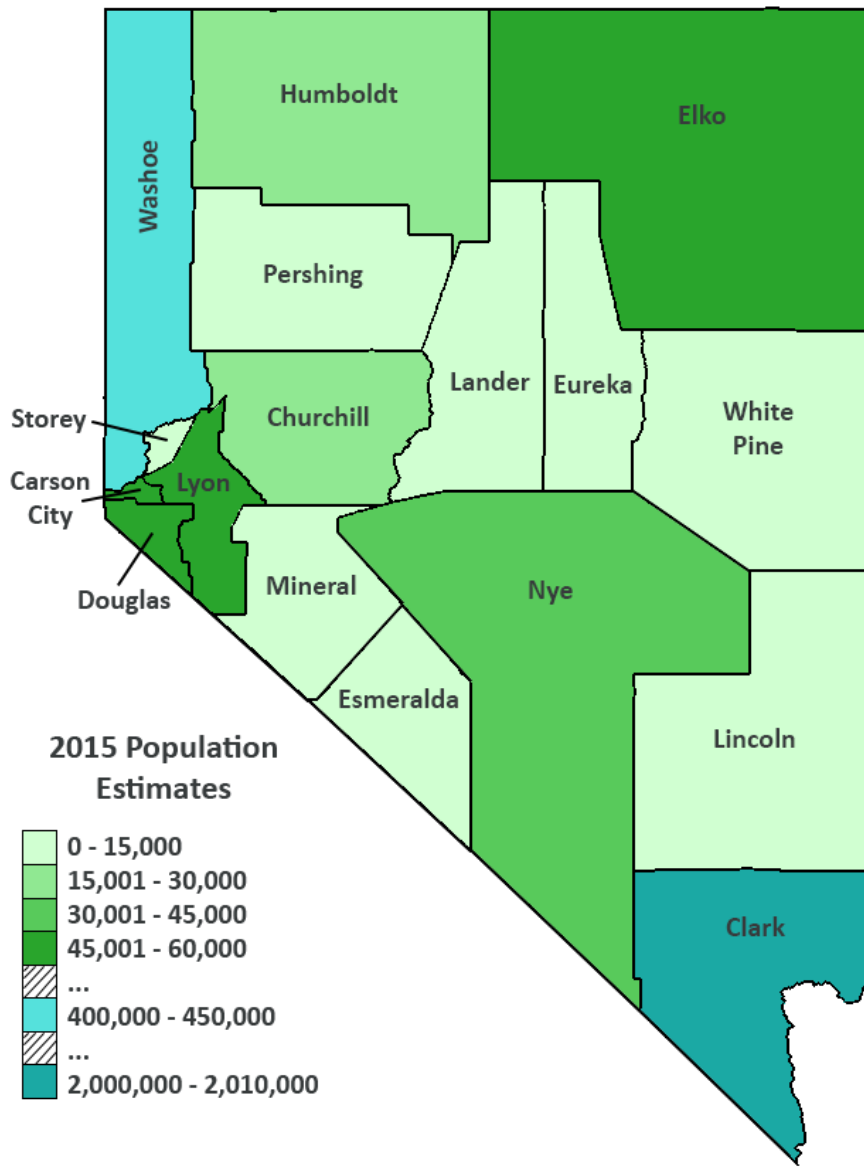 Humboldt
Elko
Washoe
Pershing
Lander
Eureka
Storey
Churchill
White
Pine
Carson
City
Lyon
Douglas
Mineral
Nye
Esmeralda
Lincoln
Clark
2015 Population
Estimates
0 - 15,000
15,001 - 30,000
30,001 - 45,000
45,001 - 60,000
...
400,000 - 450,000
...
2,000,000 - 2,010,000